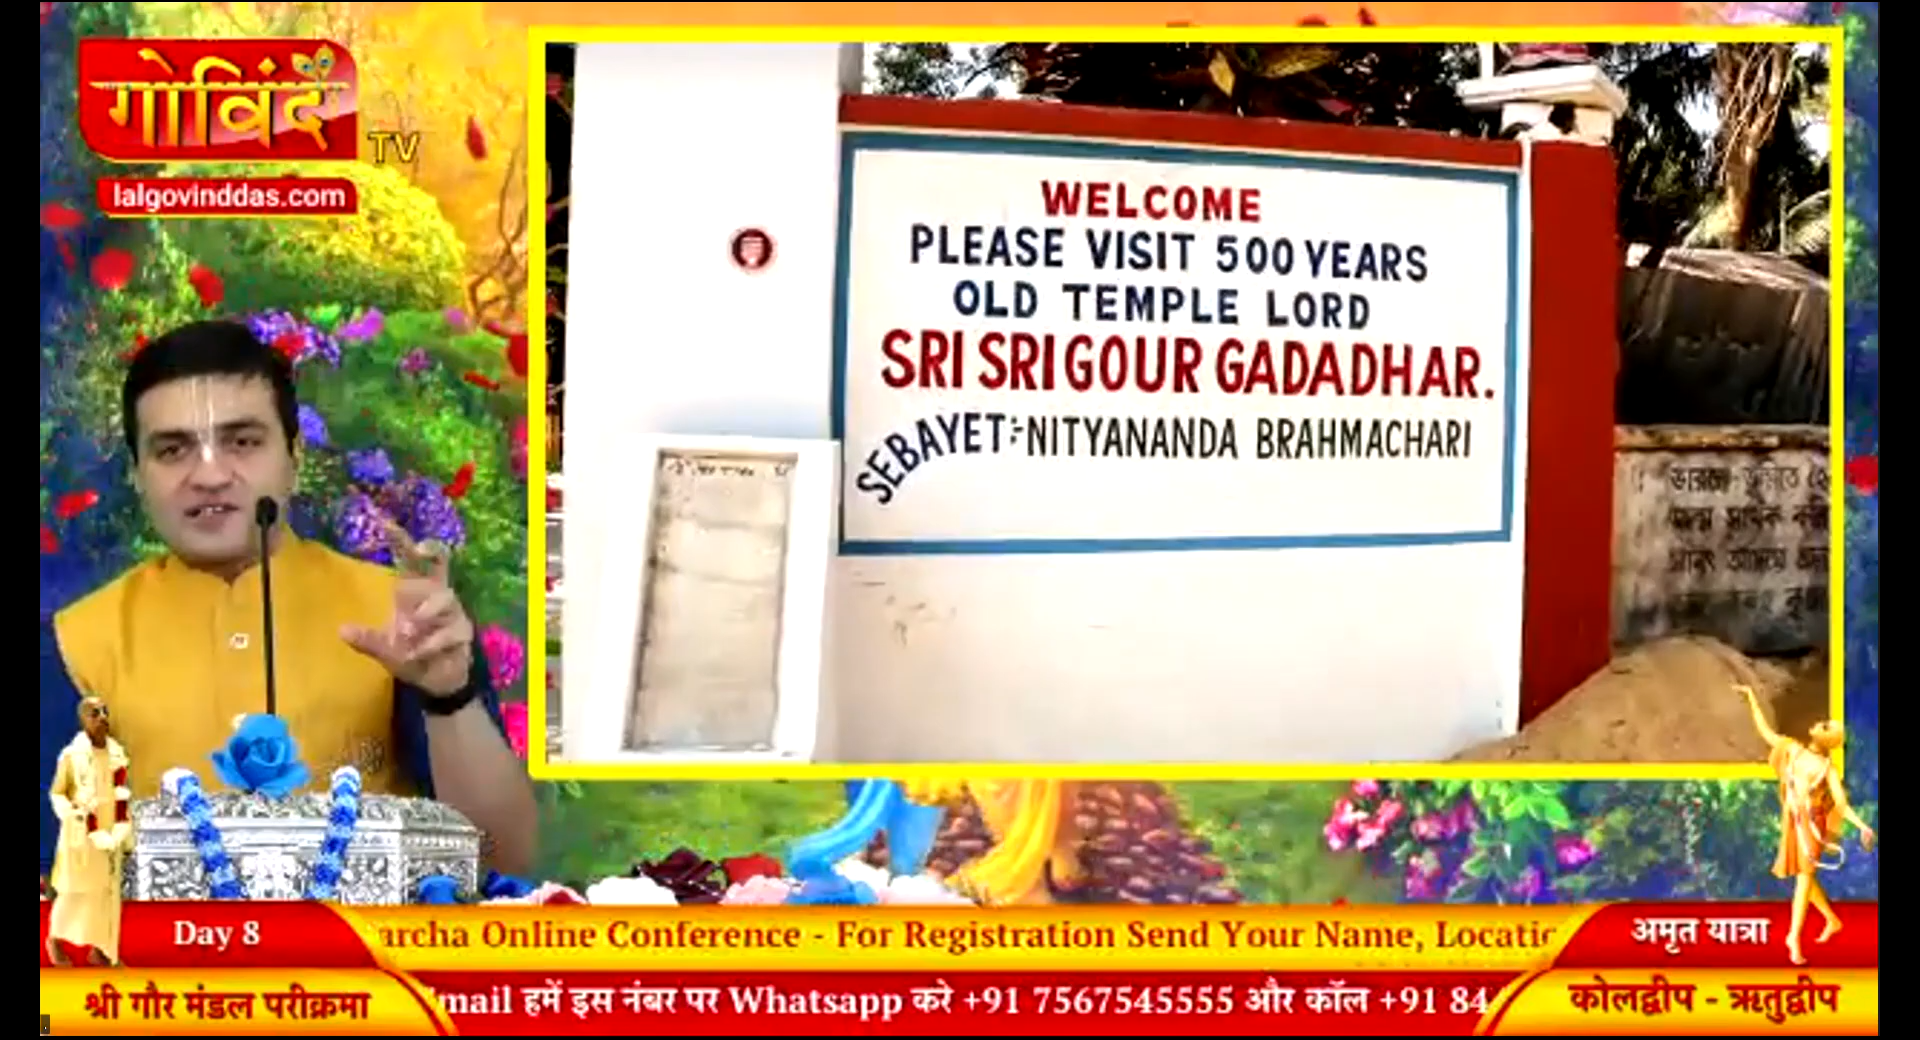 गोविंद
TV
lalgovinddas.com
WELCOME
PLEASE VISIT 500 YEARS
OLD TEMPLE LORD
SRI SRI GOUR GADADHAR.
SEBAYET:-NITYANANDA BRAHMACHARI
Day 8
archa Online Conference - For Registration Send Your Name, Locatio
अमृत यात्रा
श्री गौर मंडल परीक्रमा
mail हमें इस नंबर पर Whatsapp करे +91 7567545555 और कॉल +91 84
कोलद्वीप - ऋतुद्वीप